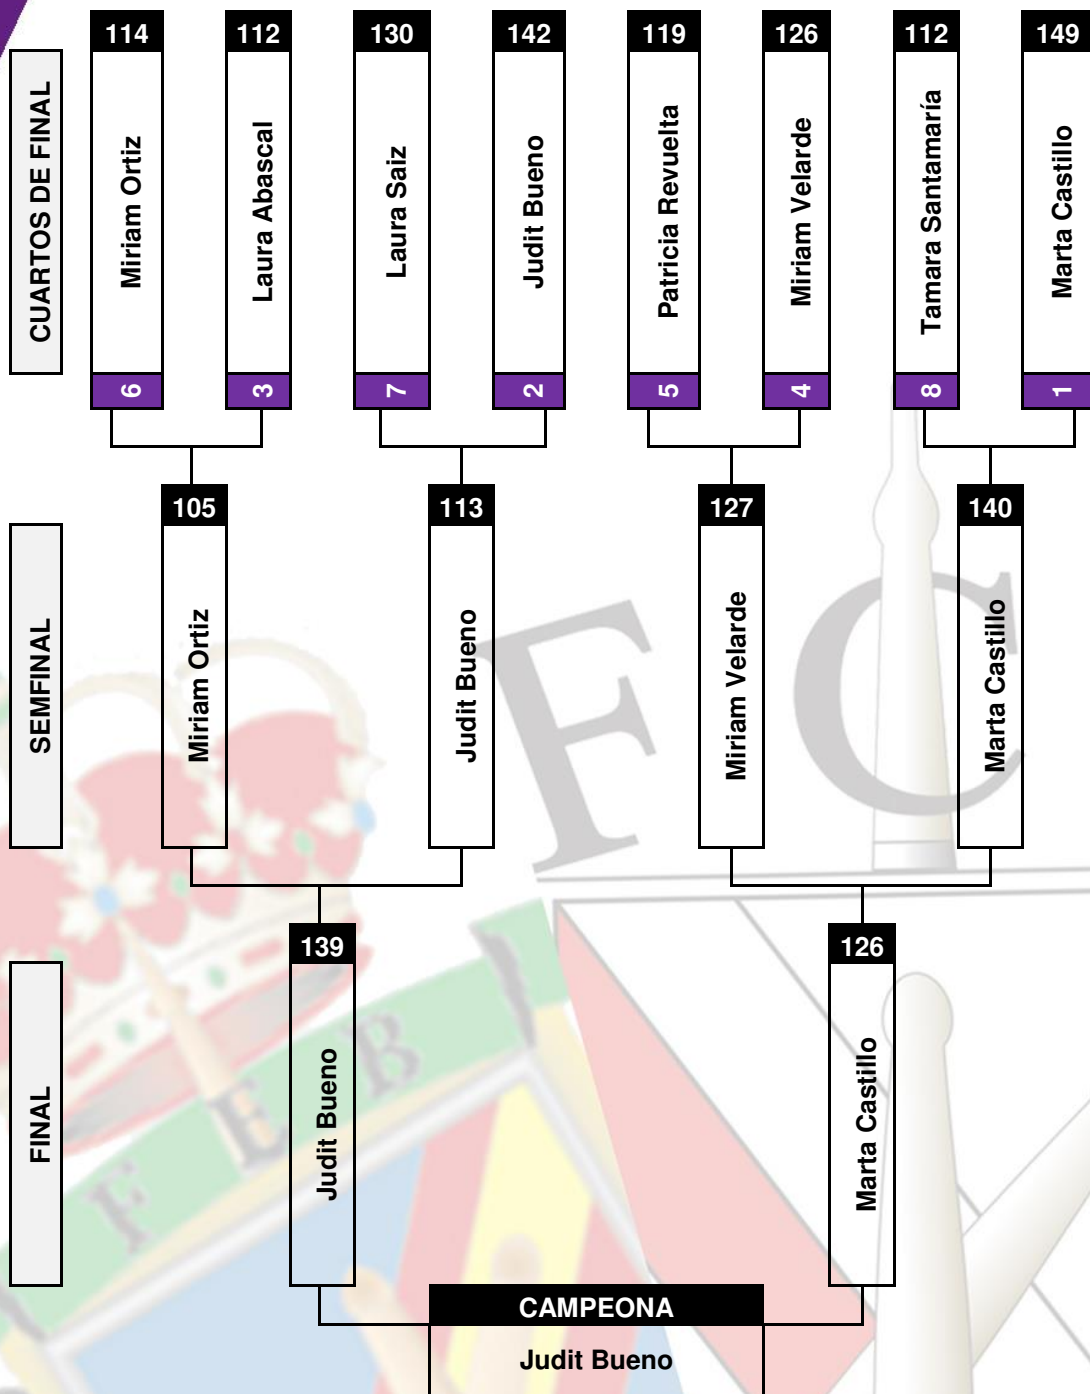 114
112
130
142
119
126
112
149
CUARTOS DE FINAL
Miriam Ortiz
Laura Abascal
Laura Saiz
Judit Bueno
Patricia Revuelta
Miriam Velarde
Tamara Santamaría
Marta Castillo
6
3
7
2
5
4
8
1
105
113
127
140
SEMFINAL
Miriam Ortiz
Judit Bueno
Miriam Velarde
Marta Castillo
F C
139
126
FINAL
Judit Bueno
Marta Castillo
F E B
CAMPEONA
Judit Bueno